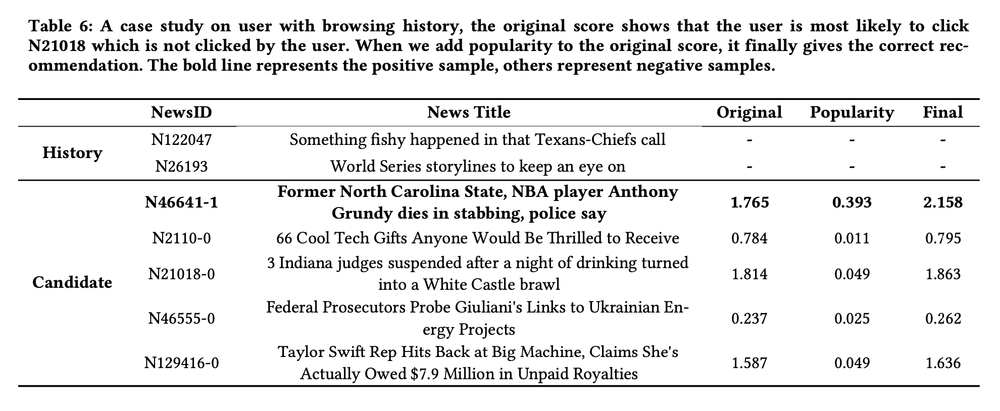 Table 6: A case study on user with browsing history, the original score shows that the user is most likely to click
N21018 which is not clicked by the user. When we add popularity to the original score, it finally gives the correct rec-
ommendation. The bold line represents the positive sample, others represent negative samples.
NewsID News Title Original Popularity Final
History
N122047 Something fishy happened in that Texans-Chiefs call - - -
N26193 World Series storylines to keep an eye on - - -
Candidate
N46641-1 Former North Carolina State, NBA player Anthony
Grundy dies in stabbing, police say 1.765 0.393 2.158
N2110-0 66 Cool Tech Gifts Anyone Would Be Thrilled to Receive 0.784 0.011 0.795
N21018-0 3 Indiana judges suspended after a night of drinking turned
into a White Castle brawl 1.814 0.049 1.863
N46555-0 Federal Prosecutors Probe Giuliani's Links to Ukrainian En-
ergy Projects 0.237 0.025 0.262
N129416-0 Taylor Swift Rep Hits Back at Big Machine, Claims She's
Actually Owed $7.9 Million in Unpaid Royalties 1.587 0.049 1.636